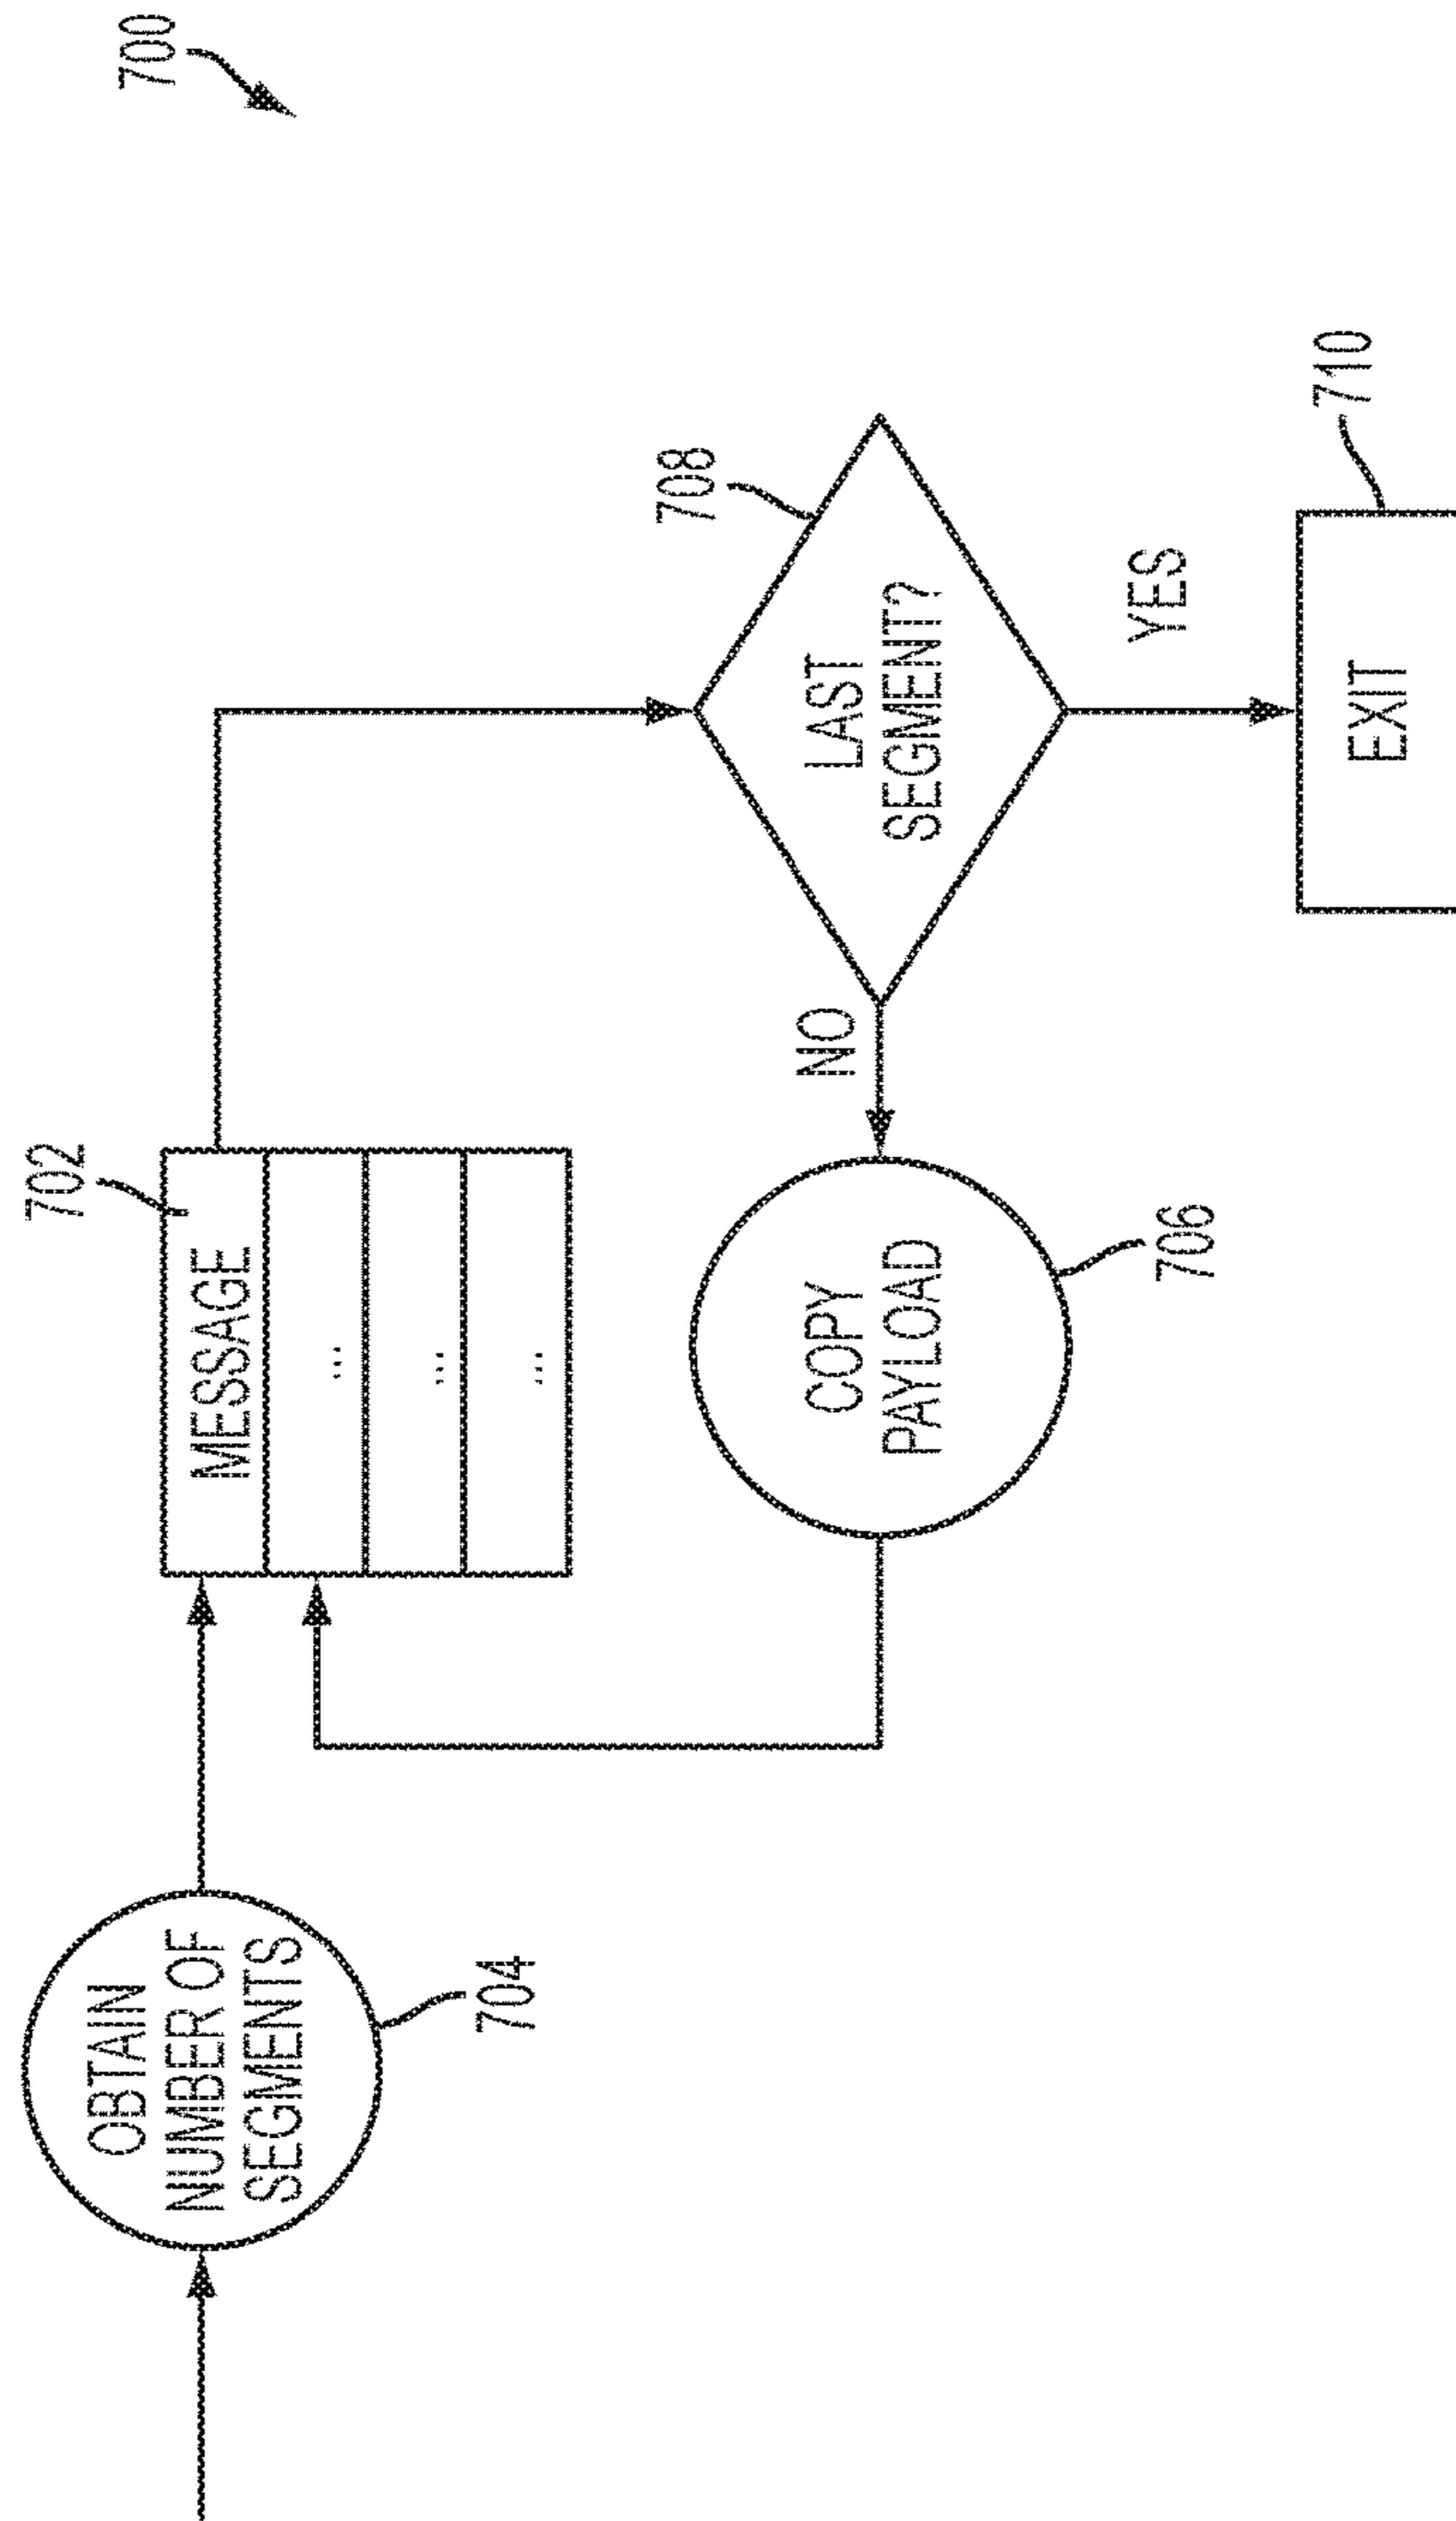 700
702
MESSAGE
...
...
...
OBTAIN
NUMBER OF
SEGMENTS
704
708
LAST
SEGMENT?
NO
COPY
PAYLOAD
706
YES
EXIT
710